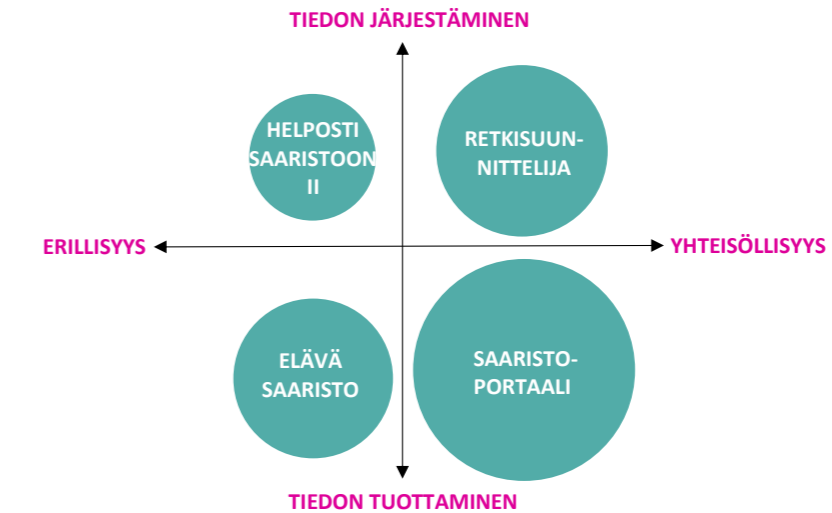 TIEDON JÄRJESTÄMINEN
HELPOSTI
SAARISTOON
II
RETKISUUN-
NITTELIJA
ERILLISYYS
YHTEISÖLLISYYS
ELÄVÄ
SAARISTO
SAARISTO-
PORTAALI
TIEDON TUOTTAMINEN